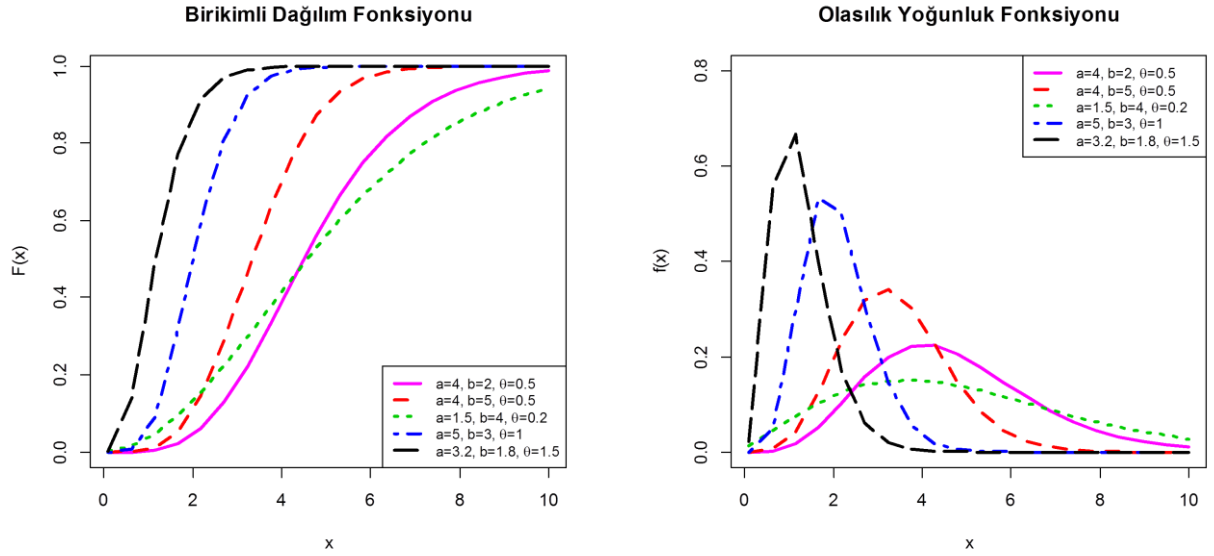 Birikimli Dağılım Fonksiyonu
F(x)
1.0
0.8
0.6
0.4
0.2
0.0
a=4, b=2, θ=0.5
a=4, b=5, θ=0.5
a=1.5, b=4, θ=0.2
a=5, b=3, θ=1
a=3.2, b=1.8, θ=1.5
0 2 4 6 8 10
x
Olasılık Yoğunluk Fonksiyonu
f(x)
0.8
0.6
0.4
0.2
0.0
a=4, b=2, θ=0.5
a=4, b=5, θ=0.5
a=1.5, b=4, θ=0.2
a=5, b=3, θ=1
a=3.2, b=1.8, θ=1.5
0 2 4 6 8 10
x